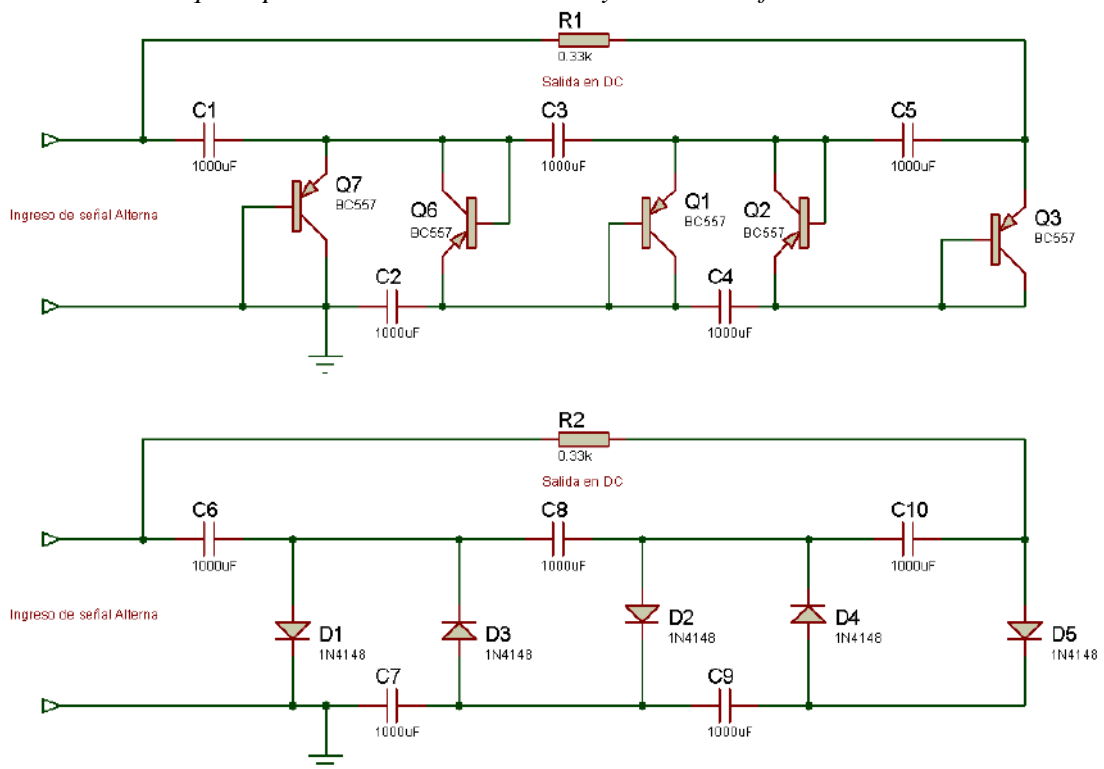 R1
0.33k
Salida en DC
C1
1000uF
C3
1000uF
C5
1000uF
Ingreso de señal Alterna
Q7
BC557
Q6
BC557
Q1
BC557
Q2
BC557
Q3
BC557
C2
1000uF
C4
1000uF
R2
0.33k
Salida en DC
C6
1000uF
C8
1000uF
C10
1000uF
Ingreso de señal Alterna
D1
1N4148
D3
1N4148
D2
1N4148
D4
1N4148
D5
1N4148
C7
1000uF
C9
1000uF